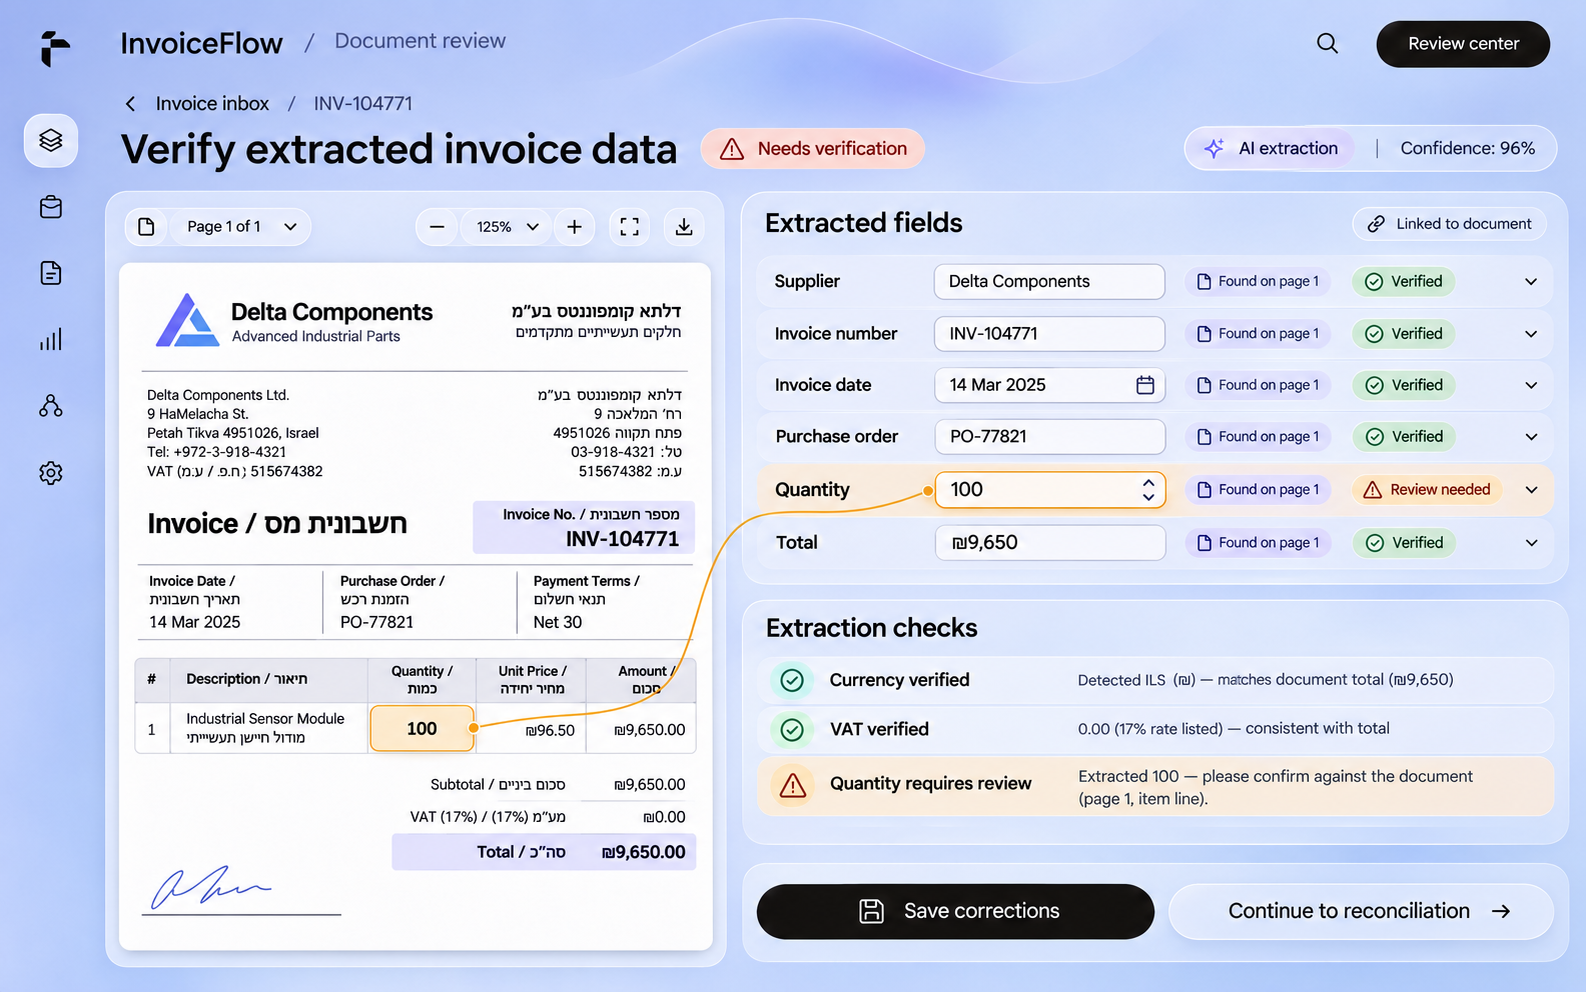 InvoiceFlow / Document review
Review center
Invoice inbox / INV-104771
Verify extracted invoice data
Needs verification
AI extraction | Confidence: 96%
Page 1 of 1
125%
Delta Components
Advanced Industrial Parts
דלתא קומפוננטס בע"מ
חלקים תעשייתיים מתקדמים
Delta Components Ltd.
9 HaMelacha St.
Petah Tikva 4951026, Israel
Tel: +972-3-918-4321
VAT (ח.פ. / ע.מ) 515674382
דלתא קומפוננטס בע"מ
רח' המלאכה 9
פתח תקווה 4951026
טל: 03-918-4321
ע.מ: 515674382
Invoice / חשבונית מס
Invoice No. / מספר חשבונית
INV-104771
Invoice Date /
תאריך חשבונית
14 Mar 2025
Purchase Order /
הזמנת רכש
PO-77821
Payment Terms /
תנאי תשלום
Net 30
#
Description / תיאור
Quantity /
כמות
Unit Price /
מחיר יחידה
Amount /
סכום
1
Industrial Sensor Module
מודול חיישן תעשיייתי
100
₪96.50
₪9,650.00
Subtotal / סכום ביניים ₪9,650.00
VAT (17%) / מע"מ (17%) ₪0.00
Total / סה"כ ₪9,650.00
Extracted fields
Linked to document
Supplier Delta Components Found on page 1 Verified
Invoice number INV-104771 Found on page 1 Verified
Invoice date 14 Mar 2025 Found on page 1 Verified
Purchase order PO-77821 Found on page 1 Verified
Quantity 100 Found on page 1 Review needed
Total ₪9,650 Found on page 1 Verified
Extraction checks
Currency verified Detected ILS (₪) — matches document total (₪9,650)
VAT verified 0.00 (17% rate listed) — consistent with total
Quantity requires review Extracted 100 — please confirm against the document
(page 1, item line).
Save corrections
Continue to reconciliation